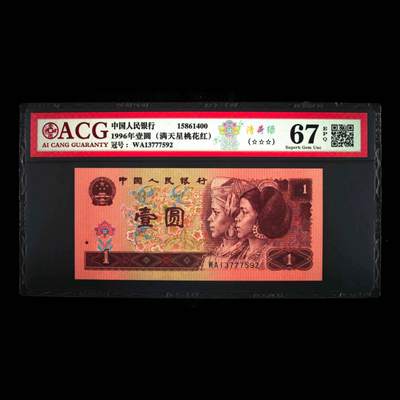 ACG
AI CANG GUARANTY
中国人民银行 15861400
1996年壹圆（满天星桃花红）
冠号：WA13777592
(☆☆☆)
67 EPQ
Superb Gem Unc
中国人民银行
1
壹圆
1
WA13777592
1